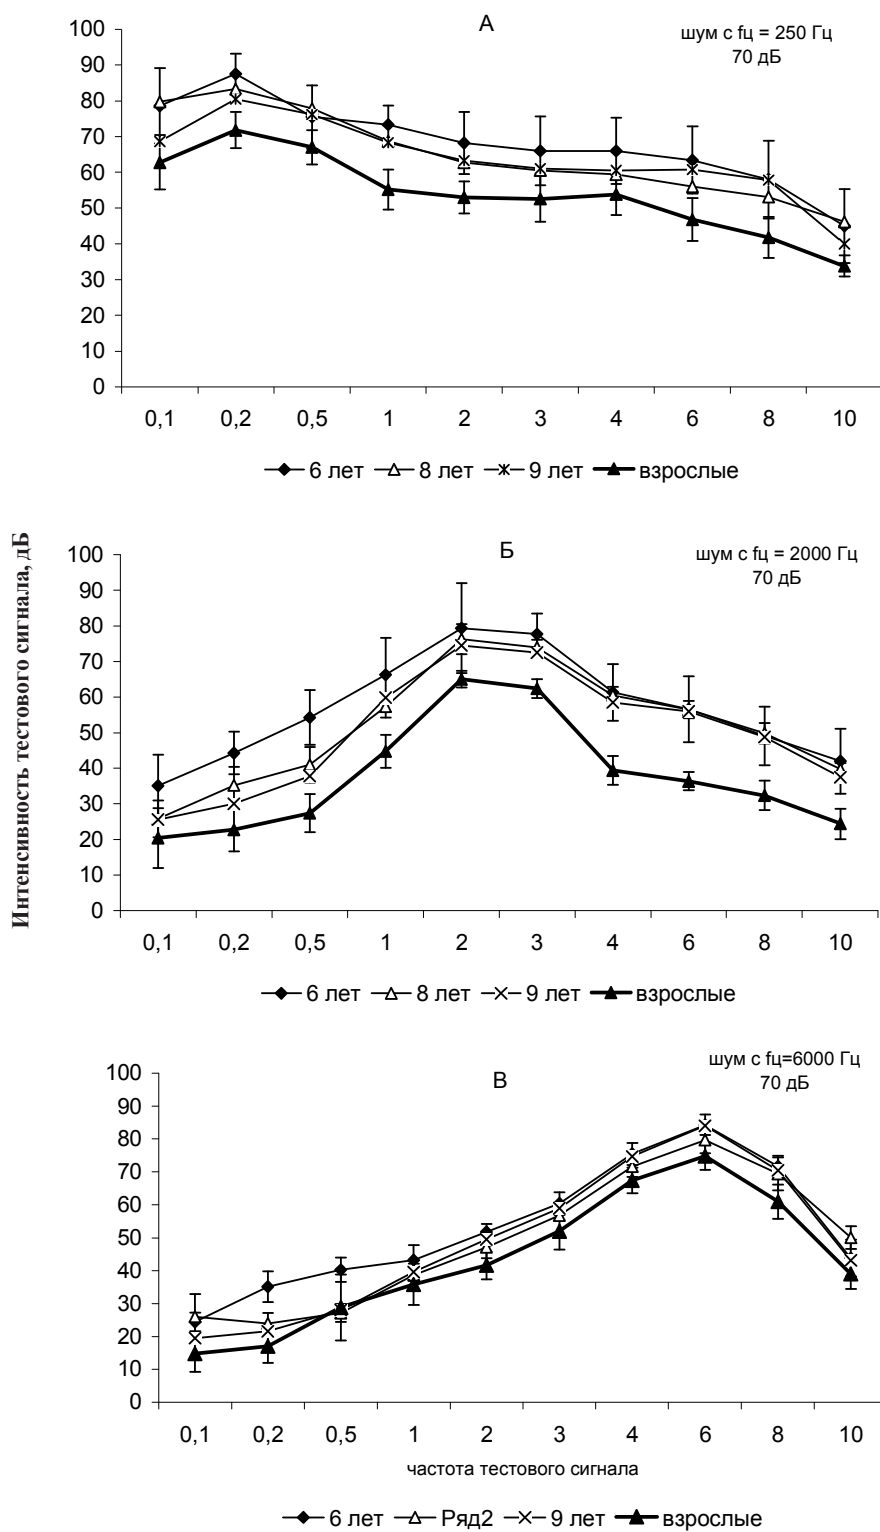 Интенсивность тестового сигнала, дБ
А
шум с fц = 250 Гц
70 дБ
100
90
80
70
60
50
40
30
20
10
0
0,1 0,2 0,5 1 2 3 4 6 8 10
6 лет 8 лет 9 лет взрослые
Б
шум с fц = 2000 Гц
70 дБ
100
90
80
70
60
50
40
30
20
10
0
0,1 0,2 0,5 1 2 3 4 6 8 10
6 лет 8 лет 9 лет взрослые
В
шум с fц=6000 Гц
70 дБ
100
90
80
70
60
50
40
30
20
10
0
0,1 0,2 0,5 1 2 3 4 6 8 10
частота тестового сигнала
6 лет Ряд2 9 лет взрослые